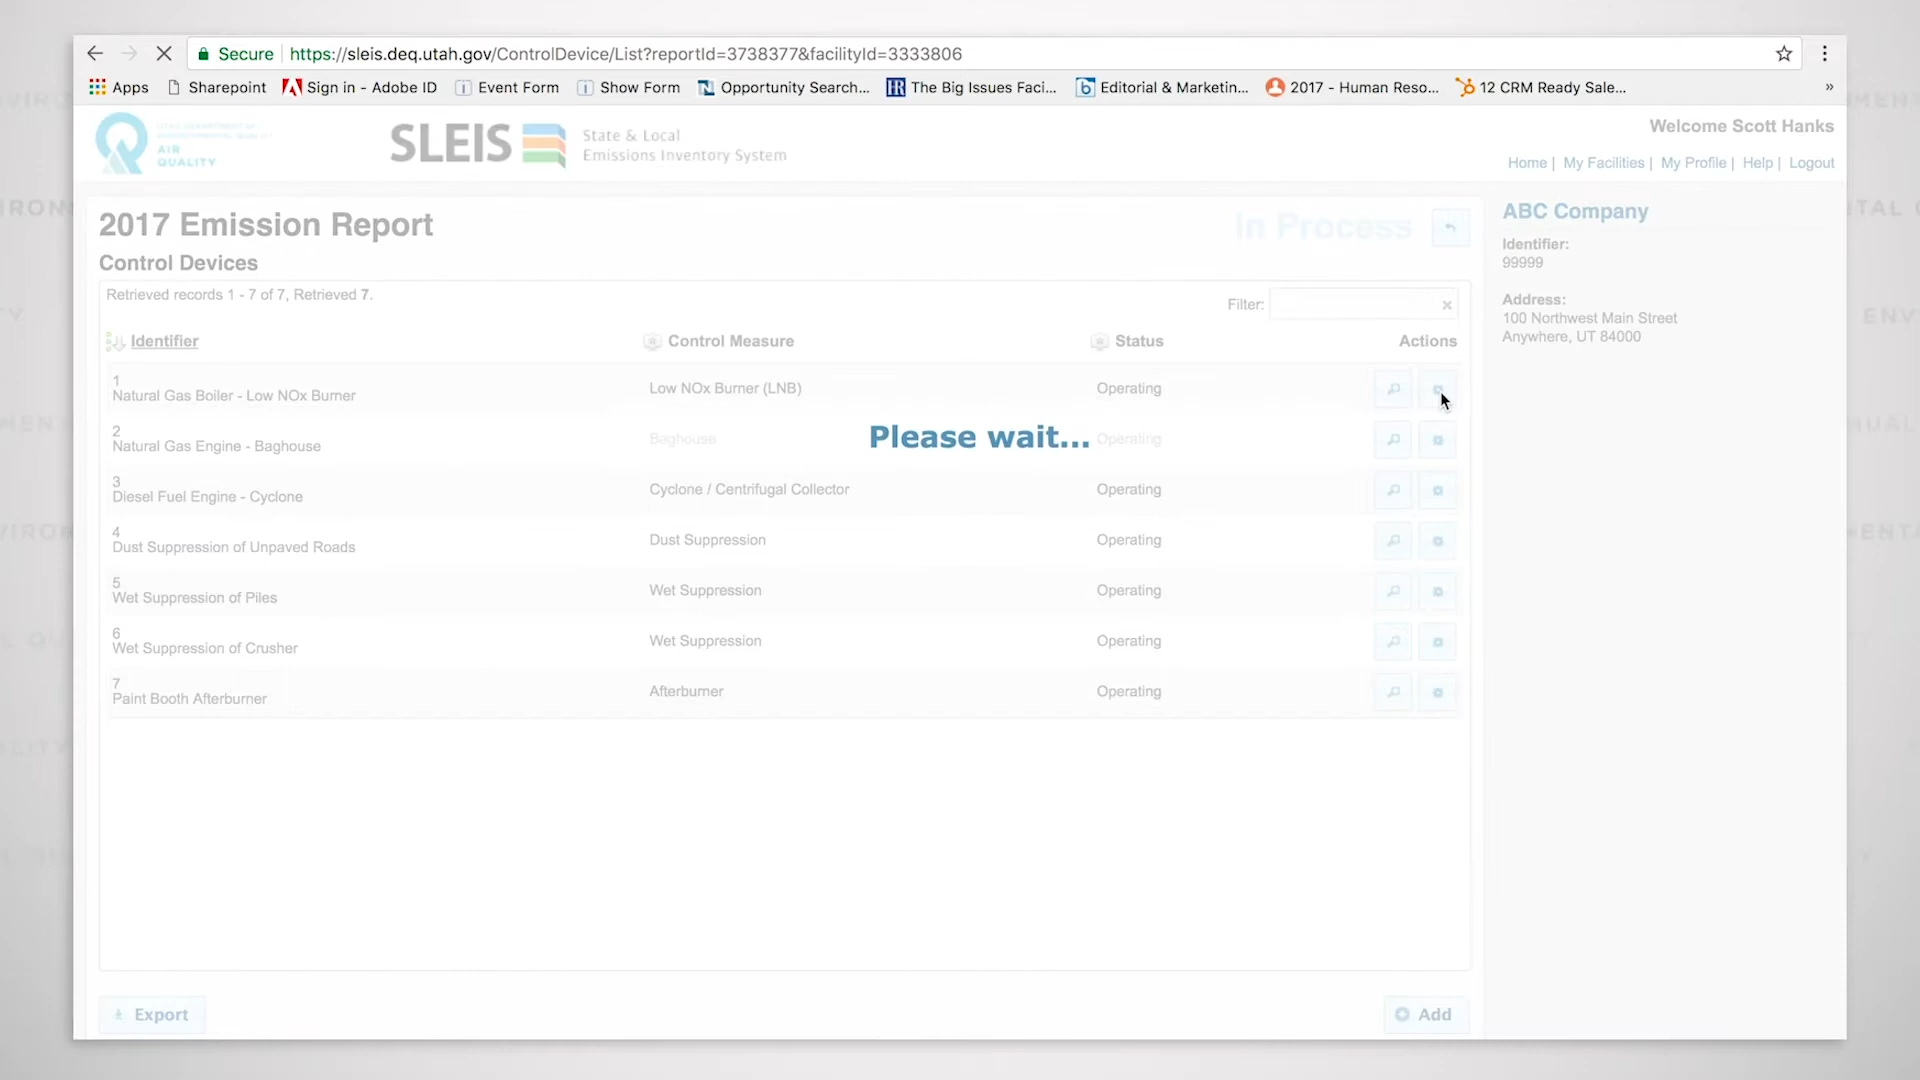 Secure https://sleis.deq.utah.gov/ControlDevice/List?reportId=3738377&facilityId=3333806
Apps Sharepoint Sign in - Adobe ID Event Form Show Form Opportunity Search... The Big Issues Faci... Editorial & Marketin... 2017 - Human Reso... 12 CRM Ready Sale... »
AIR
QUALITY
SLEIS
State & Local
Emissions Inventory System
Welcome Scott Hanks
Home | My Facilities | My Profile | Help | Logout
2017 Emission Report
In Process
Control Devices
Retrieved records 1 - 7 of 7, Retrieved 7.
Filter:
Identifier Control Measure Status Actions
1
Natural Gas Boiler - Low NOx Burner Low NOx Burner (LNB) Operating
2
Natural Gas Engine - Baghouse Baghouse Operating
Please wait...
3
Diesel Fuel Engine - Cyclone Cyclone / Centrifugal Collector Operating
4
Dust Suppression of Unpaved Roads Dust Suppression Operating
5
Wet Suppression of Piles Wet Suppression Operating
6
Wet Suppression of Crusher Wet Suppression Operating
7
Paint Booth Afterburner Afterburner Operating
Export
Add
ABC Company
Identifier:
99999
Address:
100 Northwest Main Street
Anywhere, UT 84000